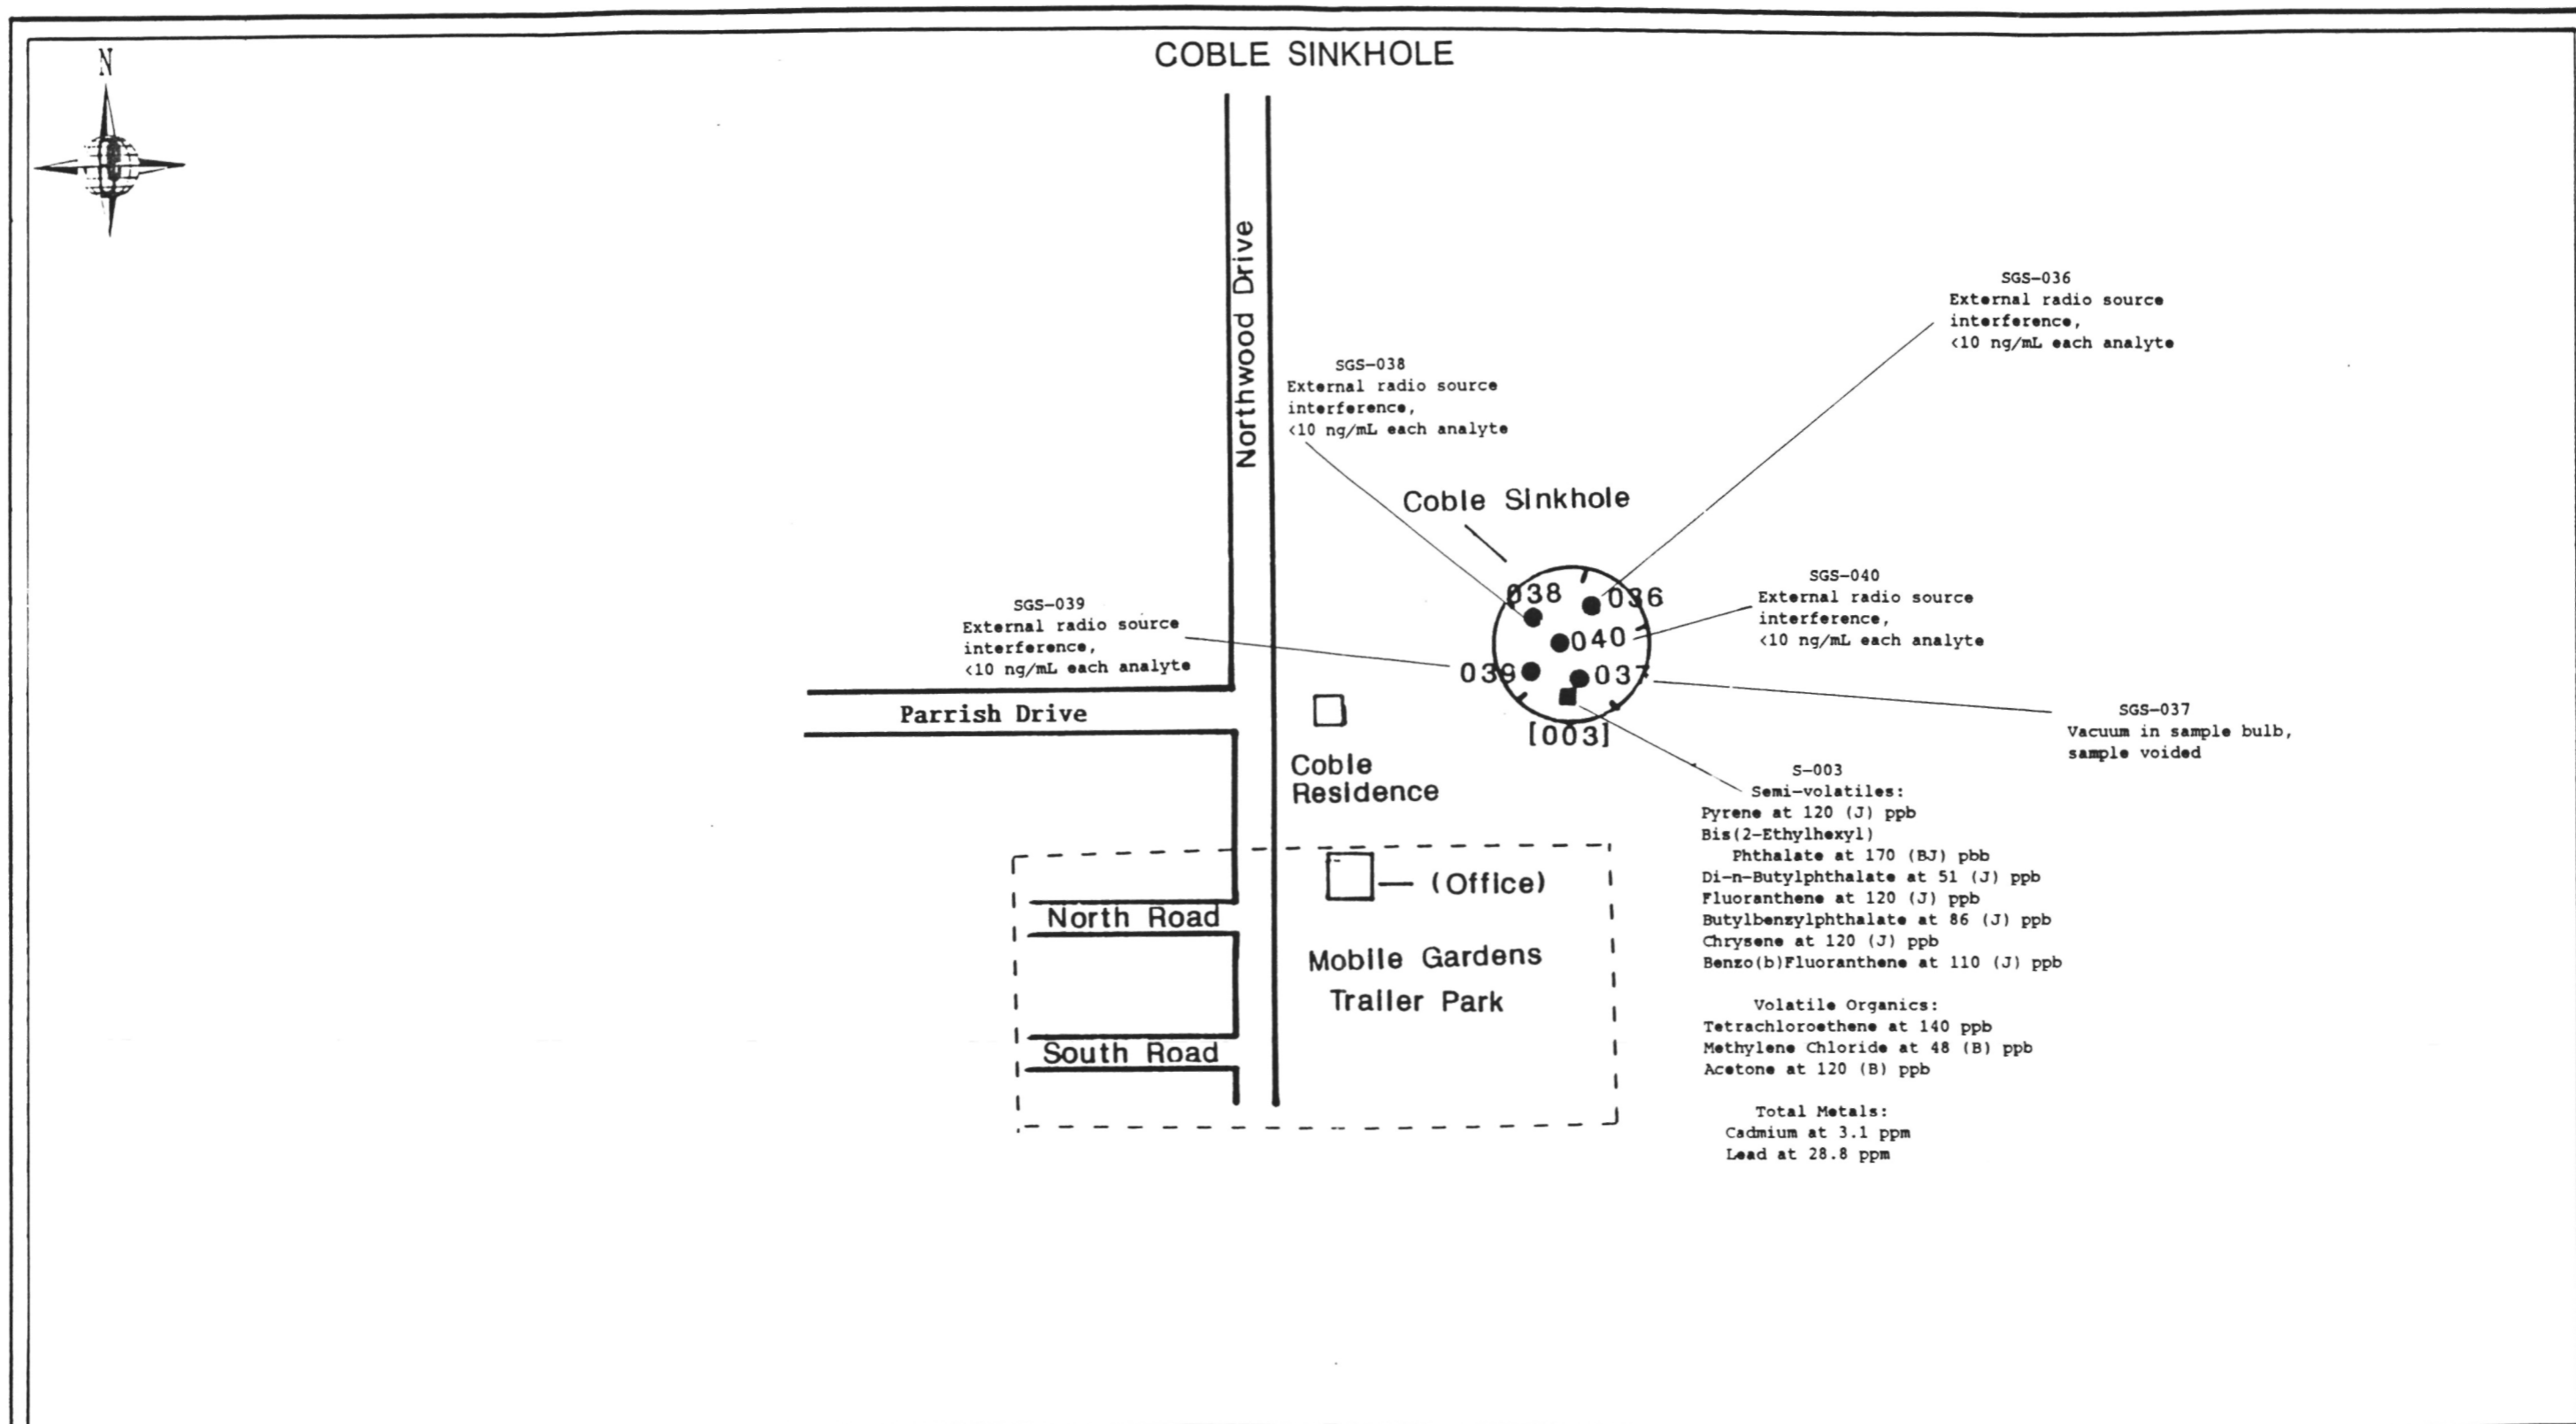 COBLE SINKHOLE
N
Northwood Drive
SGS-036
External radio source
interference,
<10 ng/mL each analyte
SGS-038
External radio source
interference,
<10 ng/mL each analyte
Coble Sinkhole
038
036
040
039
037
[003]
SGS-040
External radio source
interference,
<10 ng/mL each analyte
SGS-039
External radio source
interference,
<10 ng/mL each analyte
Parrish Drive
SGS-037
Vacuum in sample bulb,
sample voided
Coble
Residence
S-003
Semi-volatiles:
Pyrene at 120 (J) ppb
Bis(2-Ethylhexyl)
Phthalate at 170 (BJ) pbb
Di-n-Butylphthalate at 51 (J) ppb
Fluoranthene at 120 (J) ppb
Butylbenzylphthalate at 86 (J) ppb
Chrysene at 120 (J) ppb
Benzo(b)Fluoranthene at 110 (J) ppb
Volatile Organics:
Tetrachloroethene at 140 ppb
Methylene Chloride at 48 (B) ppb
Acetone at 120 (B) ppb
Total Metals:
Cadmium at 3.1 ppm
Lead at 28.8 ppm
(Office)
North Road
Mobile Gardens
Trailer Park
South Road